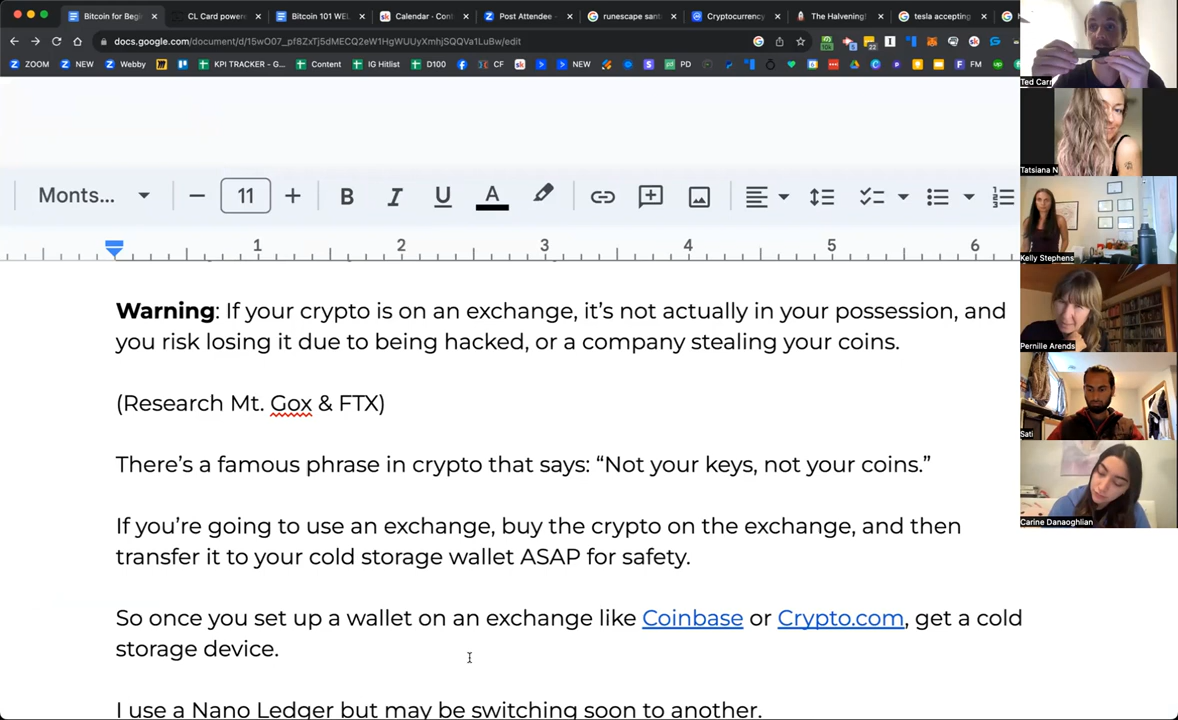 Bitcoin for Begi
CL Card powere
Bitcoin 101 WEL
Calendar - Con
Post Attendee -
runescape sant
Cryptocurrency
The Halvening!
tesla accepting
docs.google.com/document/d/
ZOOM
NEW
Webby
KPI TRACKER - G...
Content
IG Hitlist
D100
CF
NEW
PD
FM
Monts...
11
B
I
U
A
1
2
3
4
5
6
Warning: If your crypto is on an exchange, it’s not actually in your possession, and
you risk losing it due to being hacked, or a company stealing your coins.
(Research Mt. Gox & FTX)
There’s a famous phrase in crypto that says: “Not your keys, not your coins.”
If you’re going to use an exchange, buy the crypto on the exchange, and then
transfer it to your cold storage wallet ASAP for safety.
So once you set up a wallet on an exchange like Coinbase or Crypto.com, get a cold
storage device.
I use a Nano Ledger but may be switching soon to another.
Ted Carr
Tatsiana N
Kelly Stephens
Pernille Arends
Sati
Carine Danaoghlian